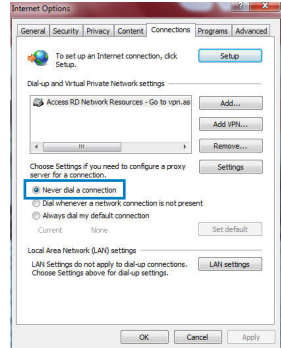 Internet Options
General Security Privacy Content Connections Programs Advanced
To set up an Internet connection, click
Setup.
Setup
Dial-up and Virtual Private Network settings
Access RD Network Resources - Go to vpn.as
Add...
Add VPN...
Remove...
Choose Settings if you need to configure a proxy
server for a connection.
Settings
Never dial a connection
Dial whenever a network connection is not present
Always dial my default connection
Current None
Set default
Local Area Network (LAN) settings
LAN Settings do not apply to dial-up connections.
Choose Settings above for dial-up settings.
LAN settings
OK Cancel Apply